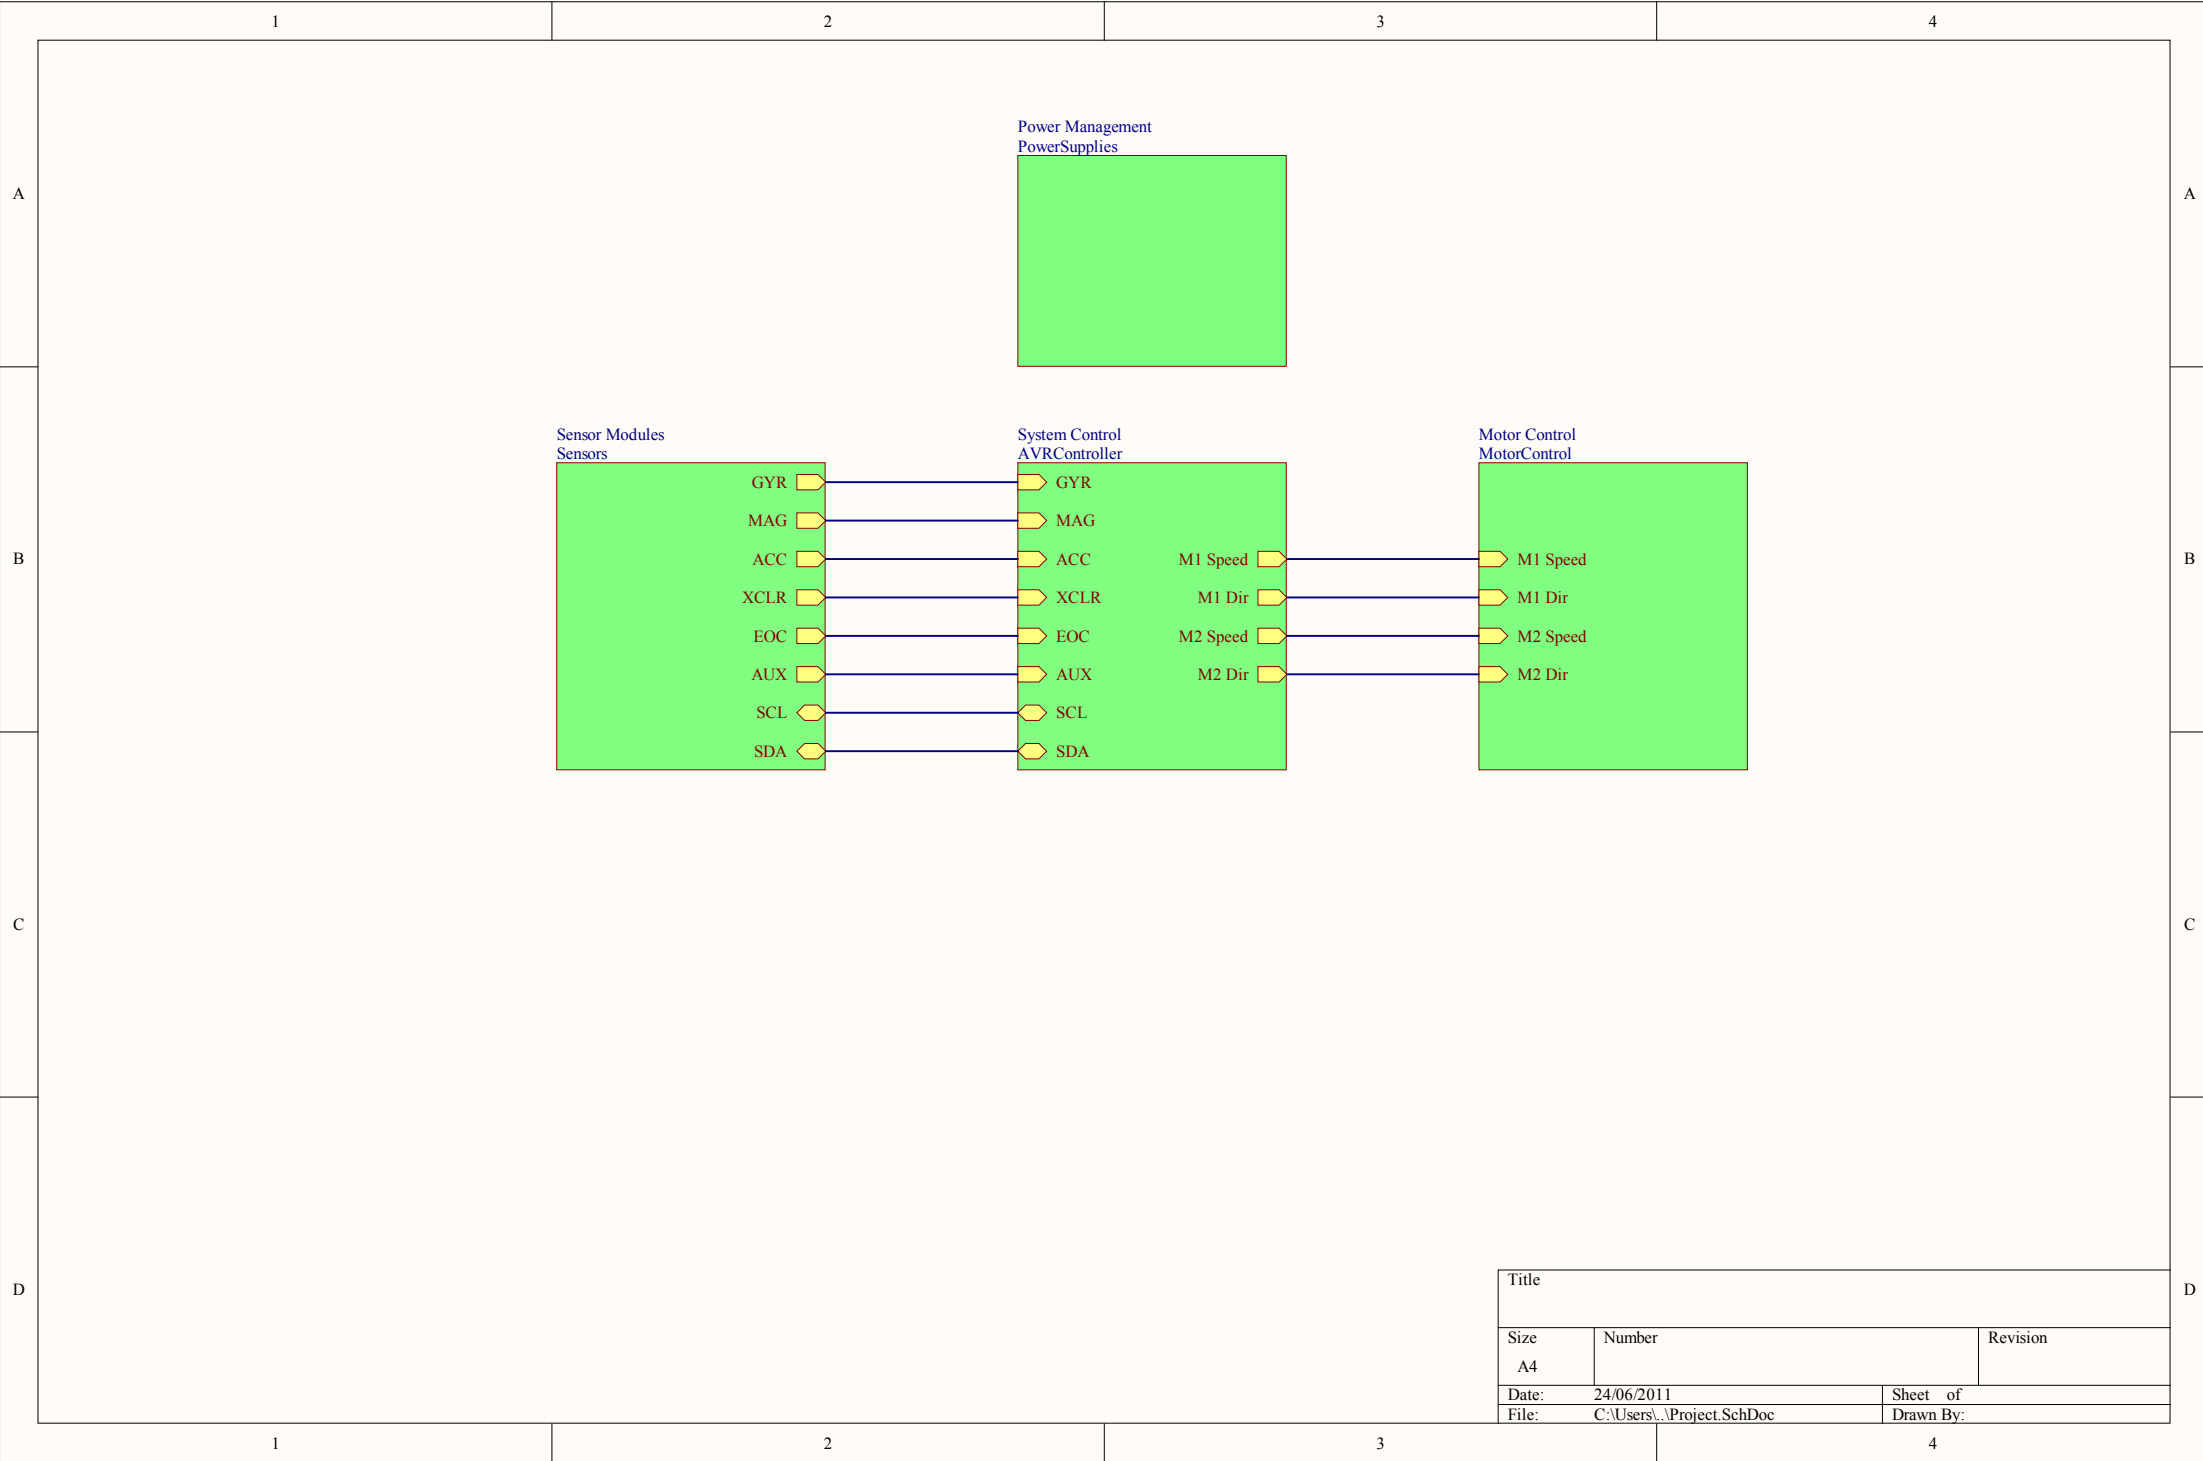 1 2 3 4
Power Management
PowerSupplies
A A
Sensor Modules System Control Motor Control
Sensors AVRController MotorControl
GYR GYR
MAG MAG
B ACC ACC M1 Speed M1 Speed B
XCLR XCLR M1 Dir M1 Dir
EOC EOC M2 Speed M2 Speed
AUX AUX M2 Dir M2 Dir
SCL SCL
SDA SDA
C C
Title
D D
Size Number Revision
A4
Date: 24/06/2011 Sheet of
File: C:\Users\..\Project.SchDoc Drawn By:
1 2 3 4